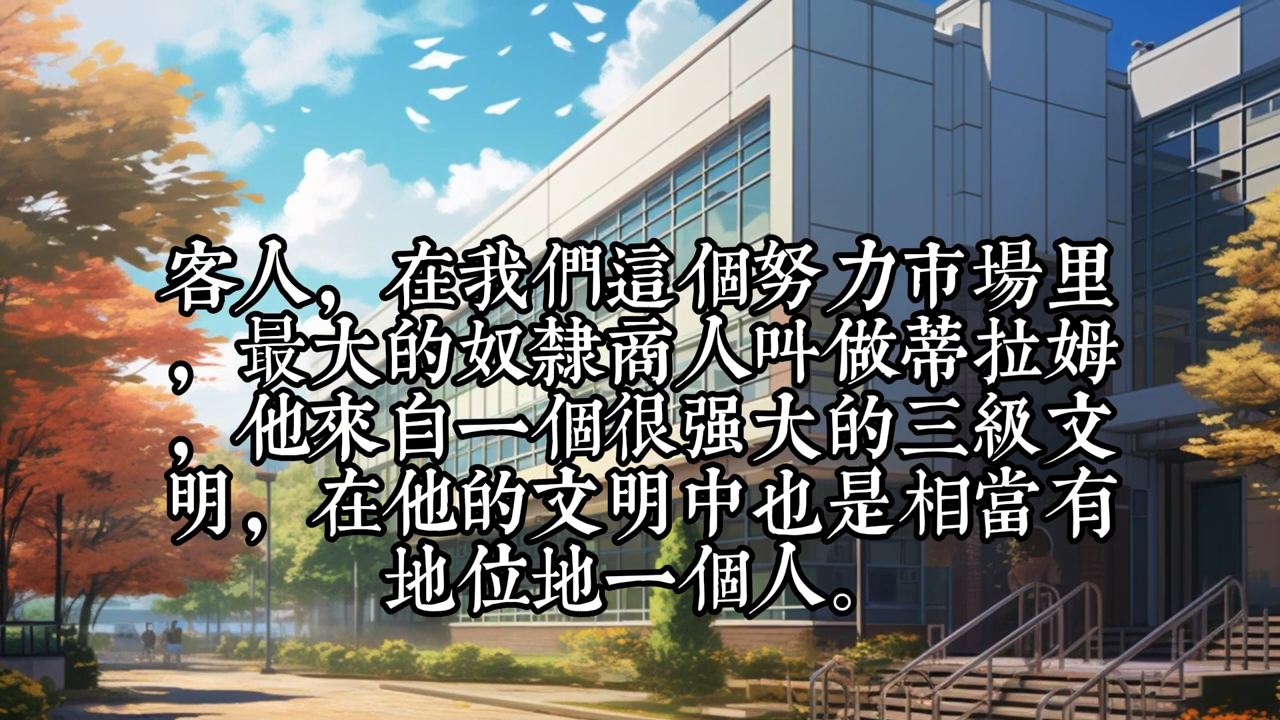 客人，在我們這個努力市場里
，最大的奴隸商人叫做蒂拉姆
，他來自一個很强大的三級文
明，在他的文明中也是相當有
地位地一個人。